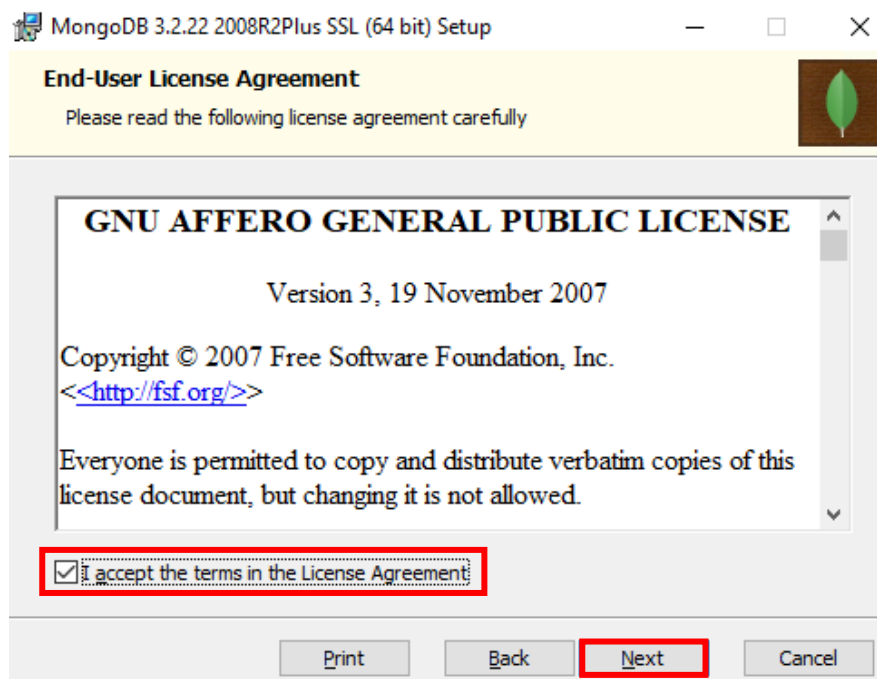 MongoDB 3.2.22 2008R2Plus SSL (64 bit) Setup
End-User License Agreement
Please read the following license agreement carefully
GNU AFFERO GENERAL PUBLIC LICENSE
Version 3, 19 November 2007
Copyright © 2007 Free Software Foundation, Inc.
<<http://fsf.org/>>
Everyone is permitted to copy and distribute verbatim copies of this
license document, but changing it is not allowed.
I accept the terms in the License Agreement
Print Back Next Cancel